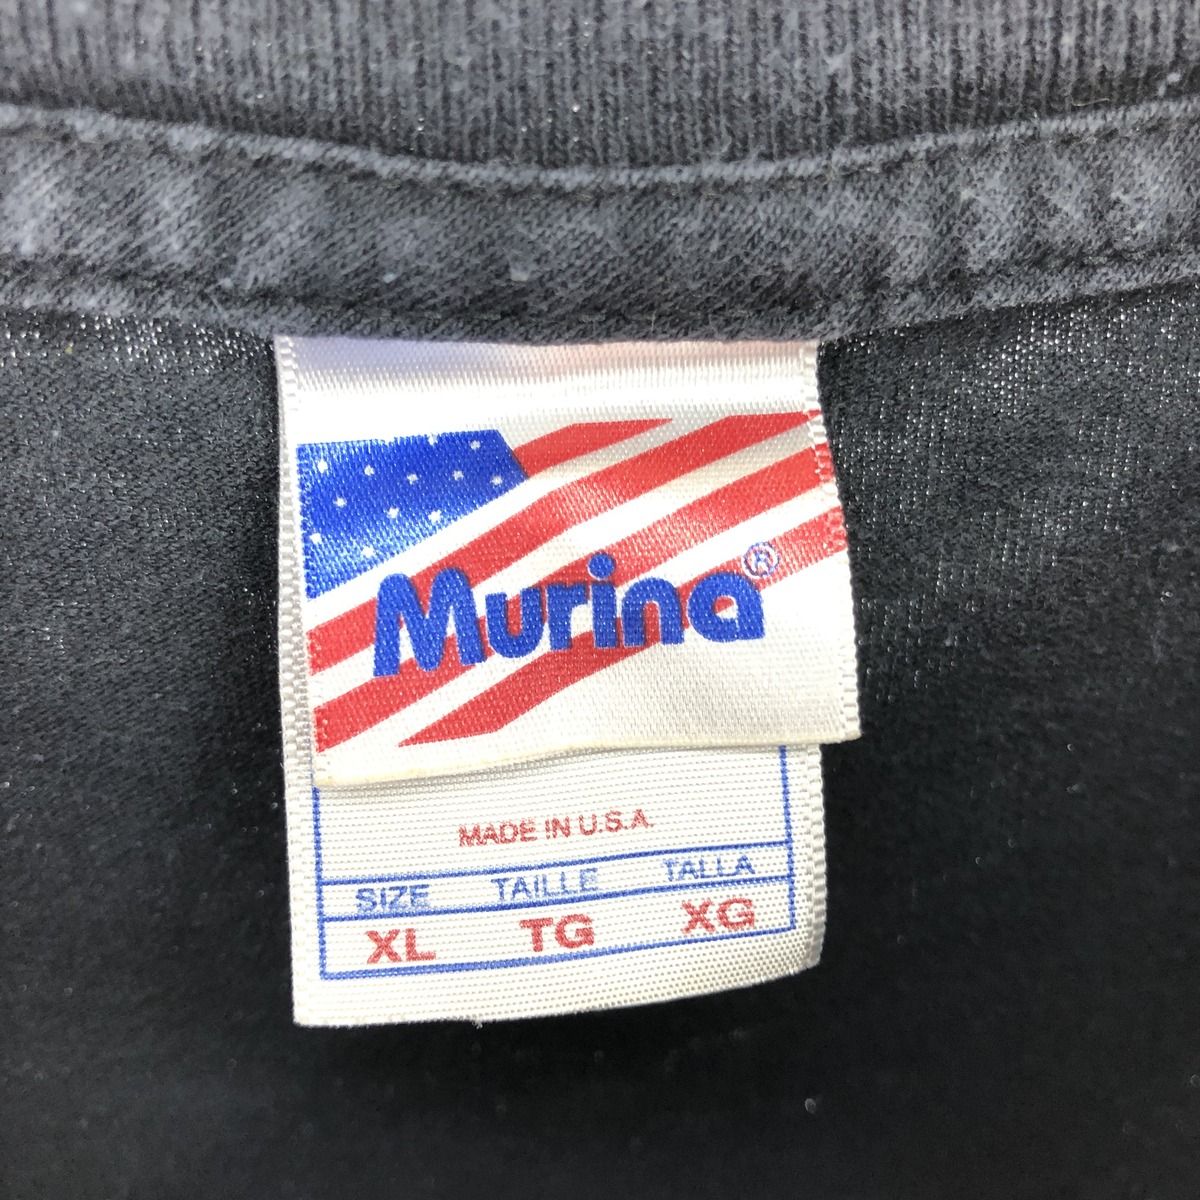 Murina®
MADE IN U.S.A.
SIZE TAILLE TALLA
XL TG XG